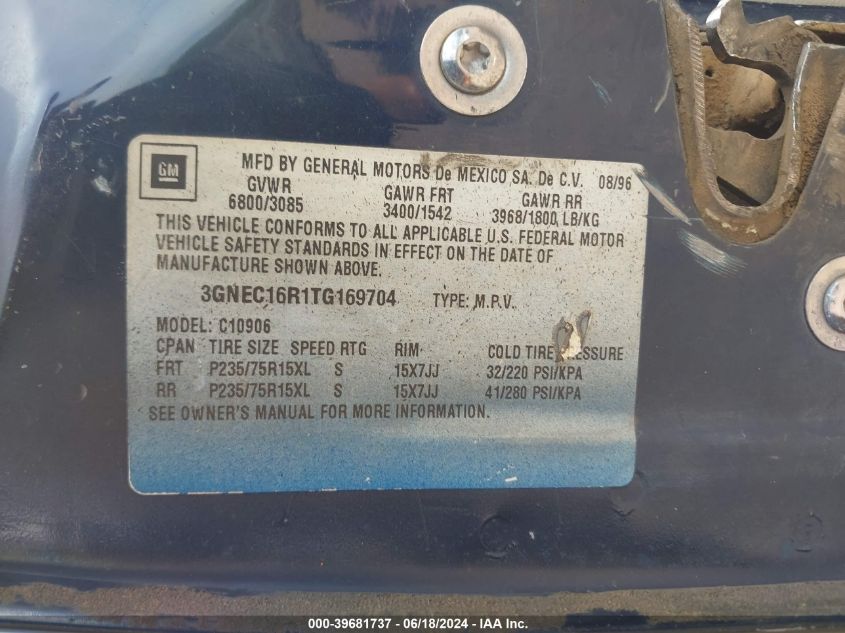 GM
MFD BY GENERAL MOTORS De MEXICO SA. De C.V. 08/96
GVWR GAWR FRT GAWR RR
6800/3085 3400/1542 3968/1800 LB/KG
THIS VEHICLE CONFORMS TO ALL APPLICABLE U.S. FEDERAL MOTOR
VEHICLE SAFETY STANDARDS IN EFFECT ON THE DATE OF
MANUFACTURE SHOWN ABOVE.
3GNEC16R1TG169704 TYPE: M.P.V.
MODEL: C10906
CPAN TIRE SIZE SPEED RTG RIM COLD TIRE PRESSURE
FRT P235/75R15XL S 15X7JJ 32/220 PSI/KPA
RR P235/75R15XL S 15X7JJ 41/280 PSI/KPA
SEE OWNER'S MANUAL FOR MORE INFORMATION.
000-39681737 - 06/18/2024 - IAA Inc.